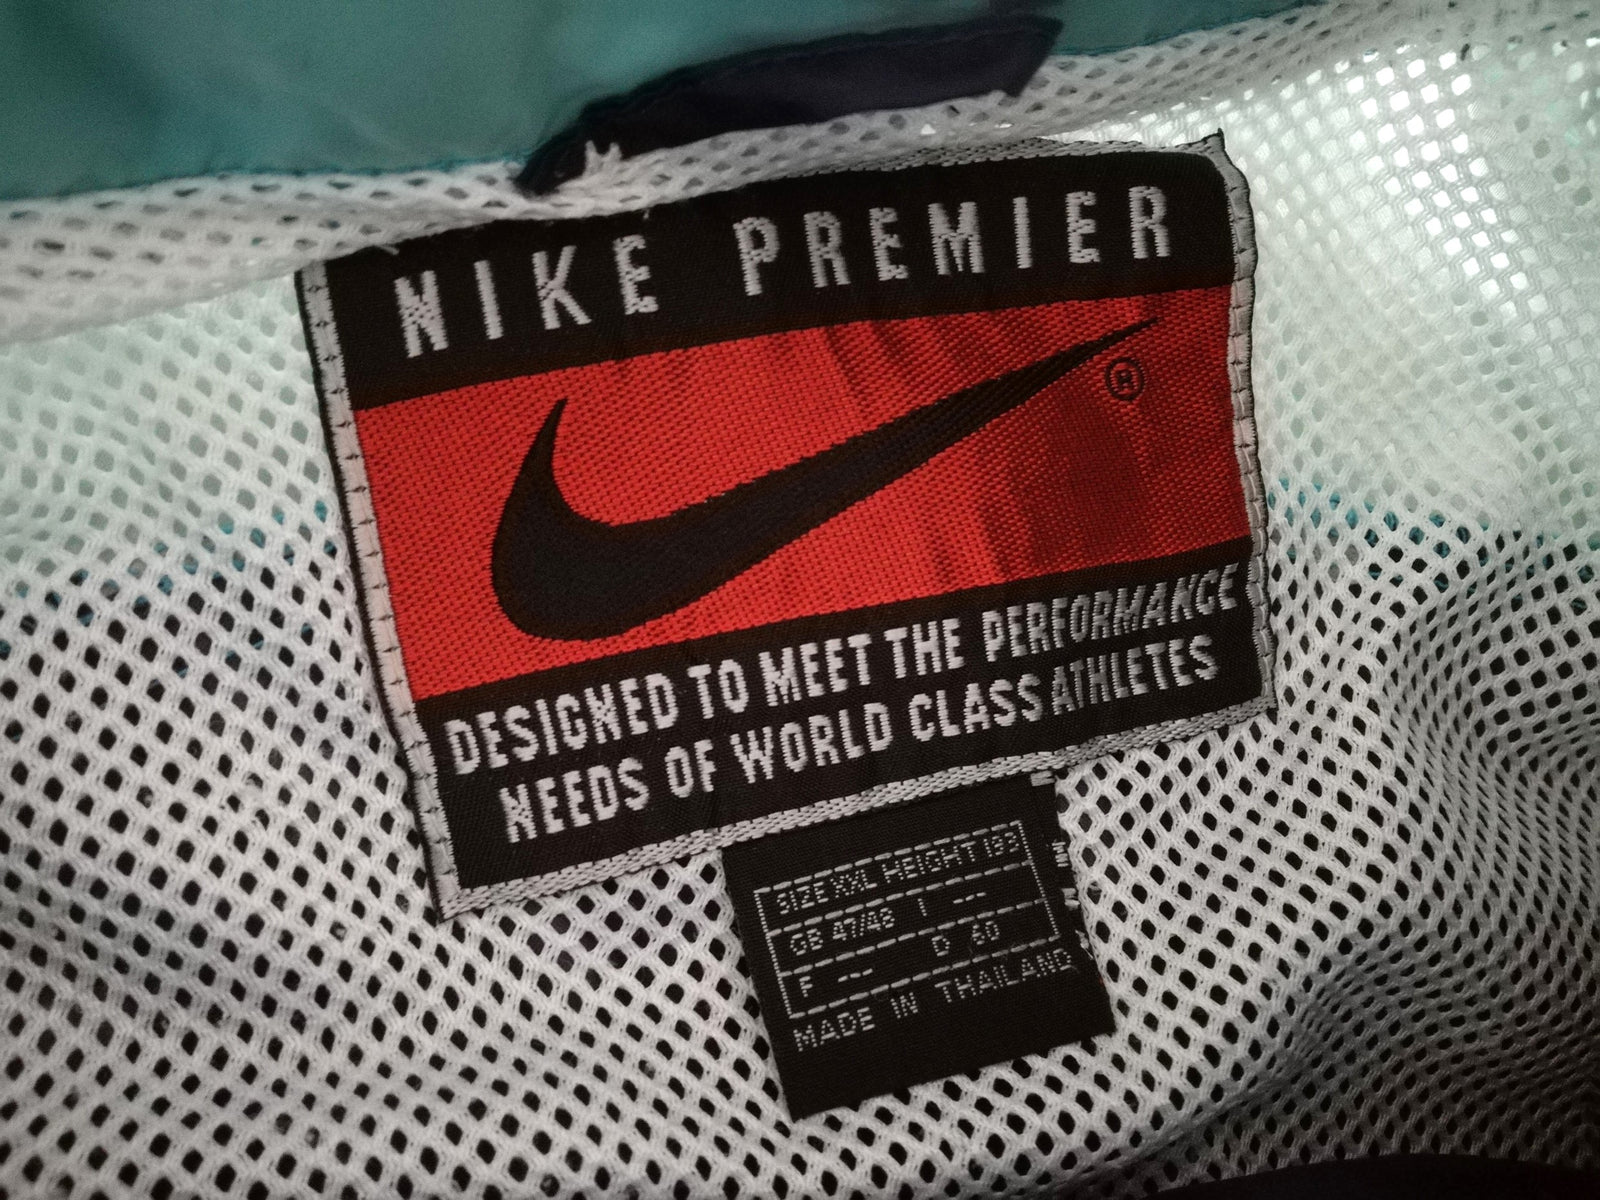 NIKE PREMIER
®
DESIGNED TO MEET THE PERFORMANCE
NEEDS OF WORLD CLASS ATHLETES
SIZE XXL HEIGHT 193
GB 47/48 I ---
F --- D 60
MADE IN THAILAND